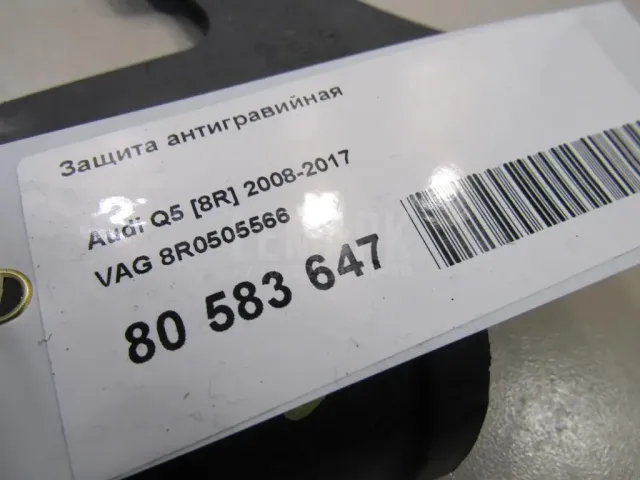 Защита антигравийная
Audi Q5 [8R] 2008-2017
VAG 8R0505566
80 583 647